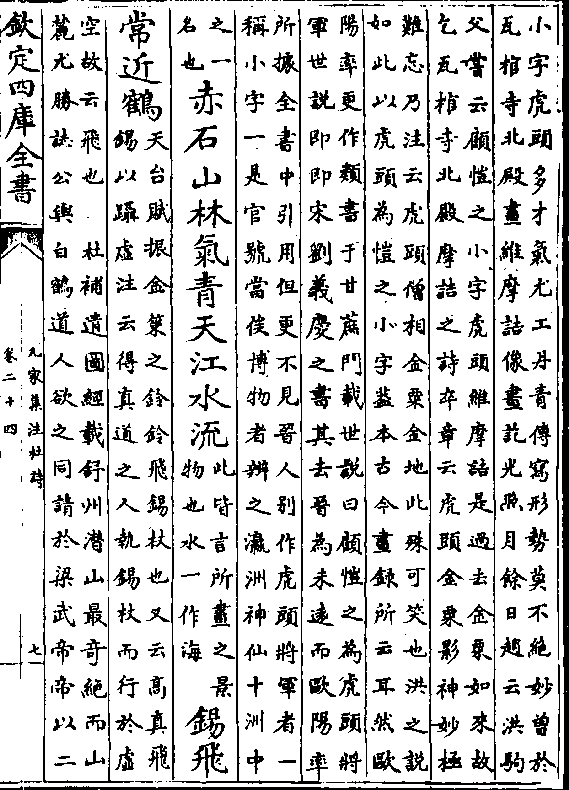 小字虎頭多才氣尤工丹青傳寫形勢莫不絶妙曽於
瓦棺寺北殿畫維摩詰像畫訖光照月餘日趙云洪駒
父嘗云顧愷之小字虎頭維摩詰是過去金粟如來故
乞瓦棺寺北殿摩詰之詩卒章云虎頭金粟影神妙極
難忘乃注云虎頭僧相金粟金地此殊可笑也洪之說
如此以虎頭為愷之小字葢本古今畫錄所云耳然歐
陽率更作類書于甘蔗門載世說曰顧愷之為虎頭將
軍世說即即宋劉義慶之書其去晉為未逺而歐陽率
所據全書中引用但更不見晉人别作虎頭將軍者一
稱小字一是官號當俟博物者辨之瀛洲神仙十洲中
之一
名也
赤石山林氣青天江水流
此皆言所畫之景
物也水一作海
錫飛
常近鶴
天台賦振金策之鈴鈴飛錫杖也又云髙真飛
錫以躡虚注云得真道之人執錫杖而行於虚
空故云飛也 杜補遺圖經載舒州潜山最奇絶而山
麓尤勝誌公與白鶴道人欲之同請於梁武帝帝以二
欽定四庫全書
九家集注杜詩
卷二十四
七